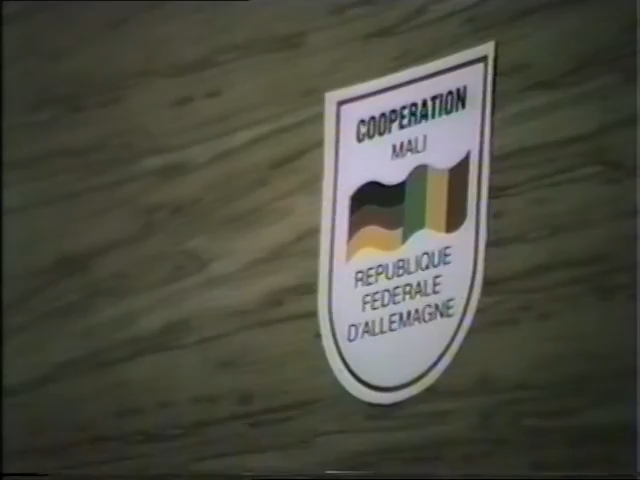 COOPERATION
MALI
REPUBLIQUE
FEDERALE
D'ALLEMAGNE